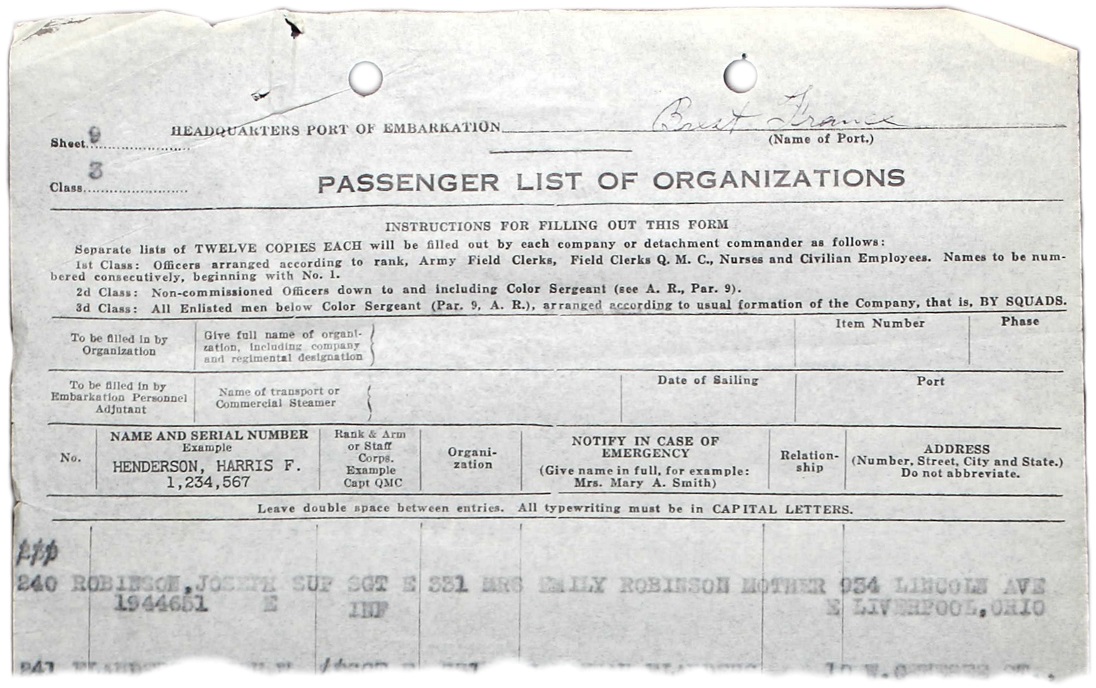 HEADQUARTERS PORT OF EMBARKATION Brest France
(Name of Port.)
Sheet 9
Class 3
PASSENGER LIST OF ORGANIZATIONS
INSTRUCTIONS FOR FILLING OUT THIS FORM
Separate lists of TWELVE COPIES EACH will be filled out by each company or detachment commander as follows:
1st Class: Officers arranged according to rank, Army Field Clerks, Field Clerks Q. M. C., Nurses and Civilian Employees. Names to be num-
bered consecutively, beginning with No. 1.
2d Class: Non-commissioned Officers down to and including Color Sergeant (see A. R., Par. 9).
3d Class: All Enlisted men below Color Sergeant (Par. 9, A. R.), arranged according to usual formation of the Company, that is, BY SQUADS.
To be filled in by
Organization
Give full name of organi-
zation, including company
and regimental designation
Item Number
Phase
To be filled in by
Embarkation Personnel
Adjutant
Name of transport or
Commercial Steamer
Date of Sailing
Port
No.
NAME AND SERIAL NUMBER
Example
HENDERSON, HARRIS F.
1,234,567
Rank & Arm
or Staff
Corps.
Example
Capt QMC
Organi-
zation
NOTIFY IN CASE OF
EMERGENCY
(Give name in full, for example:
Mrs. Mary A. Smith)
Relation-
ship
ADDRESS
(Number, Street, City and State.)
Do not abbreviate.
Leave double space between entries. All typewriting must be in CAPITAL LETTERS.
240 ROBINSON, JOSEPH SUP SGT E 331 MRS EMILY ROBINSON MOTHER 934 LINCOLN AVE
1944651 E INF E LIVERPOOL, OHIO
241